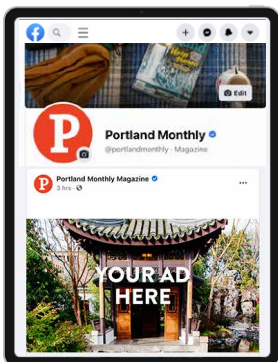 Edit
P
Portland Monthly
@portlandmonthly · Magazine
P
Portland Monthly Magazine
3 hrs ·
YOUR AD
HERE